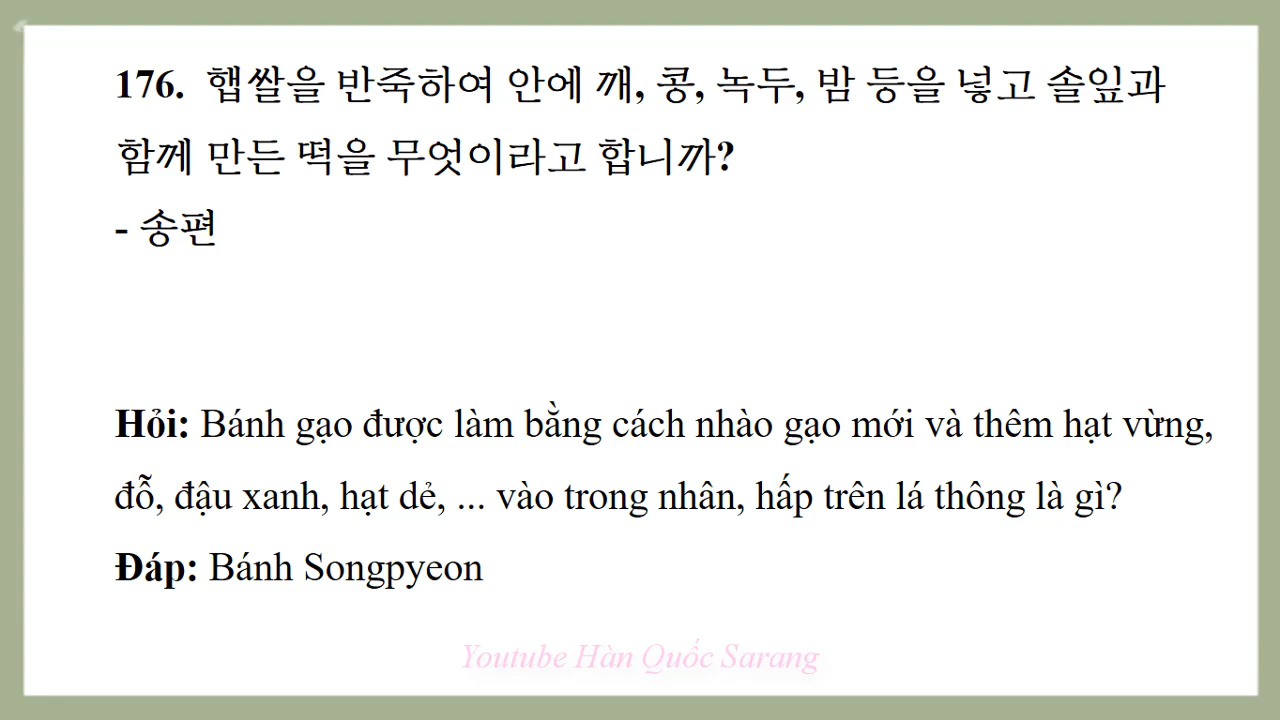 176. 햅쌀을 반죽하여 안에 깨, 콩, 녹두, 밤 등을 넣고 솔잎과
함께 만든 떡을 무엇이라고 합니까?
- 송편
Hỏi: Bánh gạo được làm bằng cách nhào gạo mới và thêm hạt vừng,
đỗ, đậu xanh, hạt dẻ, ... vào trong nhân, hấp trên lá thông là gì?
Đáp: Bánh Songpyeon
Youtube Hàn Quốc Sarang